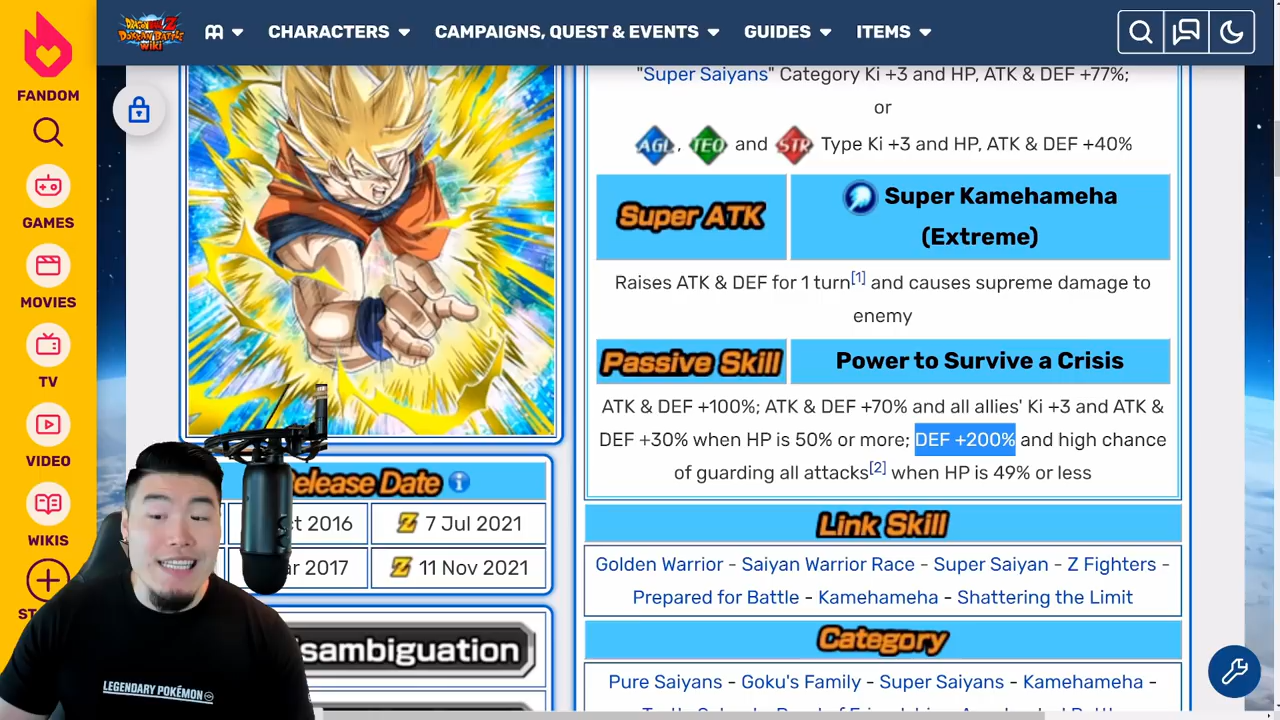 DRAGON BALL Z
DOKKAN BATTLE
WIKI
CHARACTERS
CAMPAIGNS, QUEST & EVENTS
GUIDES
ITEMS
FANDOM
GAMES
MOVIES
TV
VIDEO
WIKIS
"Super Saiyans" Category Ki +3 and HP, ATK & DEF +77%;
or
AGL, TEQ and STR Type Ki +3 and HP, ATK & DEF +40%
Super ATK
Super Kamehameha
(Extreme)
Raises ATK & DEF for 1 turn[1] and causes supreme damage to
enemy
Passive Skill
Power to Survive a Crisis
ATK & DEF +100%; ATK & DEF +70% and all allies' Ki +3 and ATK &
DEF +30% when HP is 50% or more; DEF +200% and high chance
of guarding all attacks[2] when HP is 49% or less
Link Skill
Golden Warrior - Saiyan Warrior Race - Super Saiyan - Z Fighters -
Prepared for Battle - Kamehameha - Shattering the Limit
Category
Pure Saiyans - Goku's Family - Super Saiyans - Kamehameha -
elease Date
2016
Z 7 Jul 2021
2017
Z 11 Nov 2021
sambiguation
LEGENDARY POKÉMON